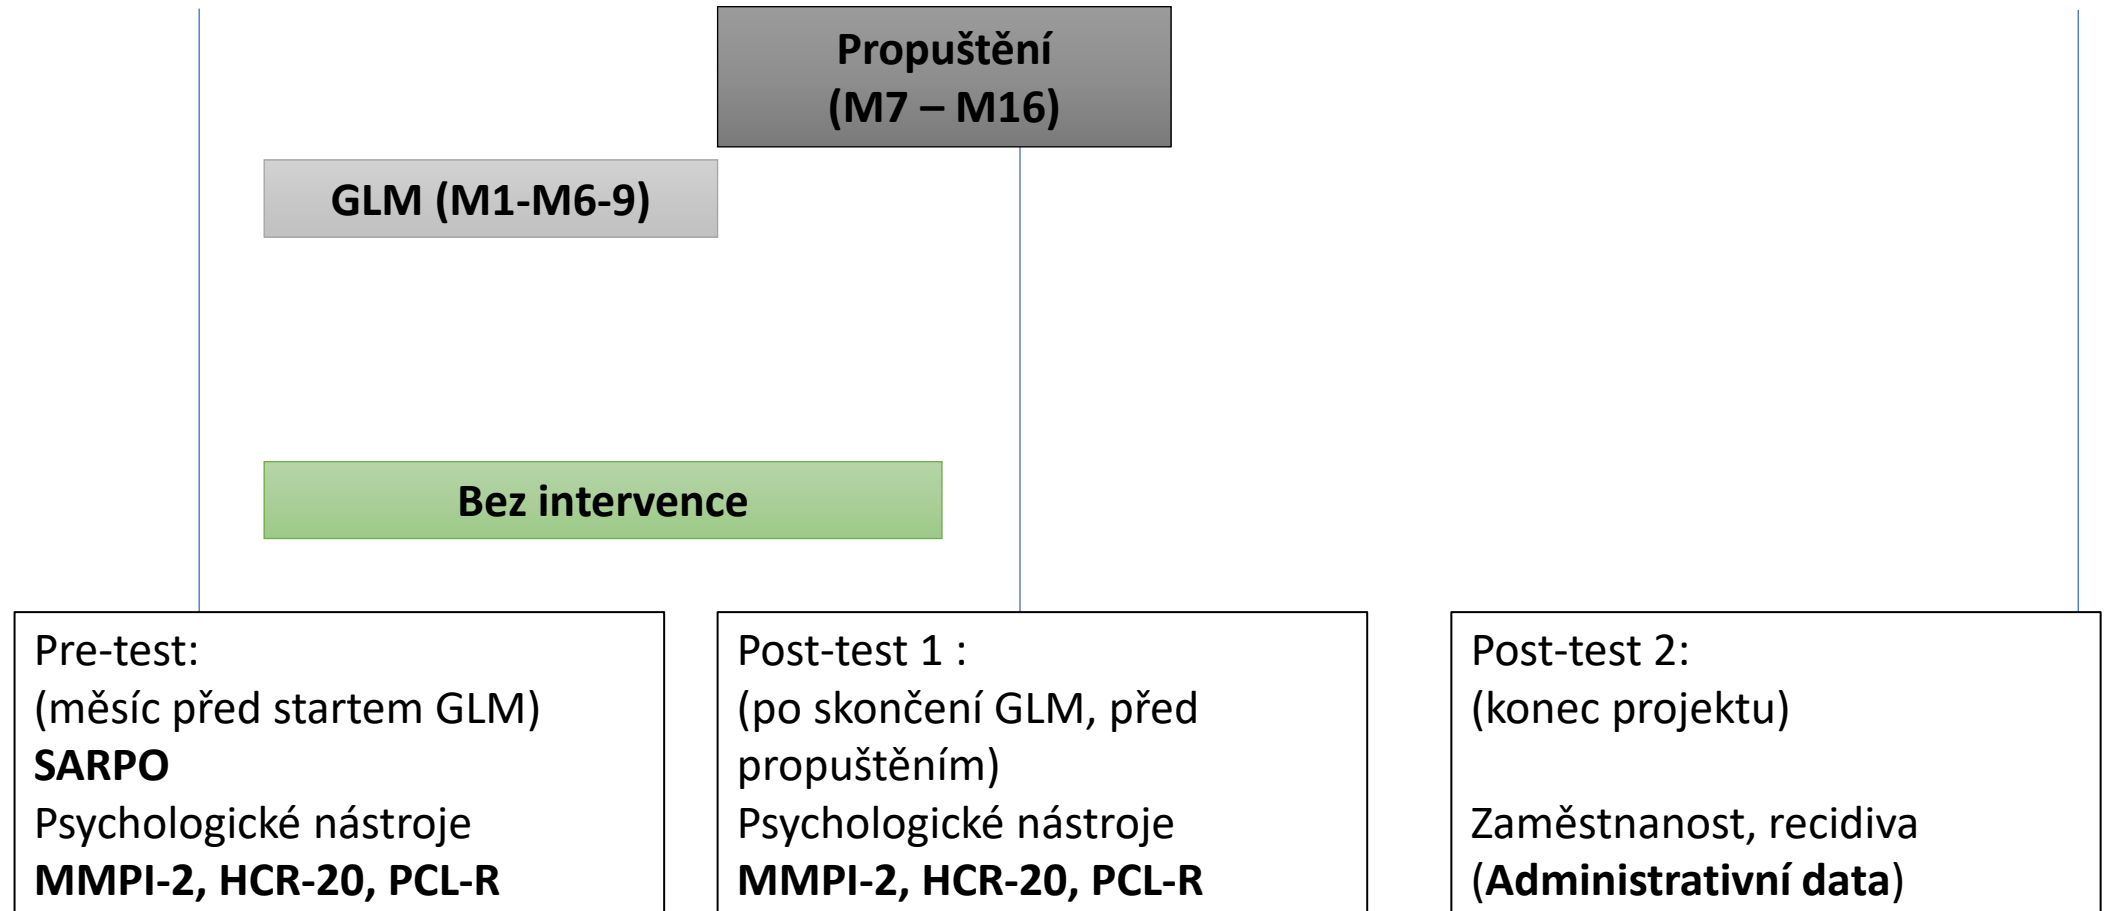 Propuštění
(M7 – M16)
GLM (M1-M6-9)
Bez intervence
Pre-test:
(měsíc před startem GLM)
SARPO
Psychologické nástroje
MMPI-2, HCR-20, PCL-R
Post-test 1 :
(po skončení GLM, před
propuštěním)
Psychologické nástroje
MMPI-2, HCR-20, PCL-R
Post-test 2:
(konec projektu)
Zaměstnanost, recidiva
(Administrativní data)